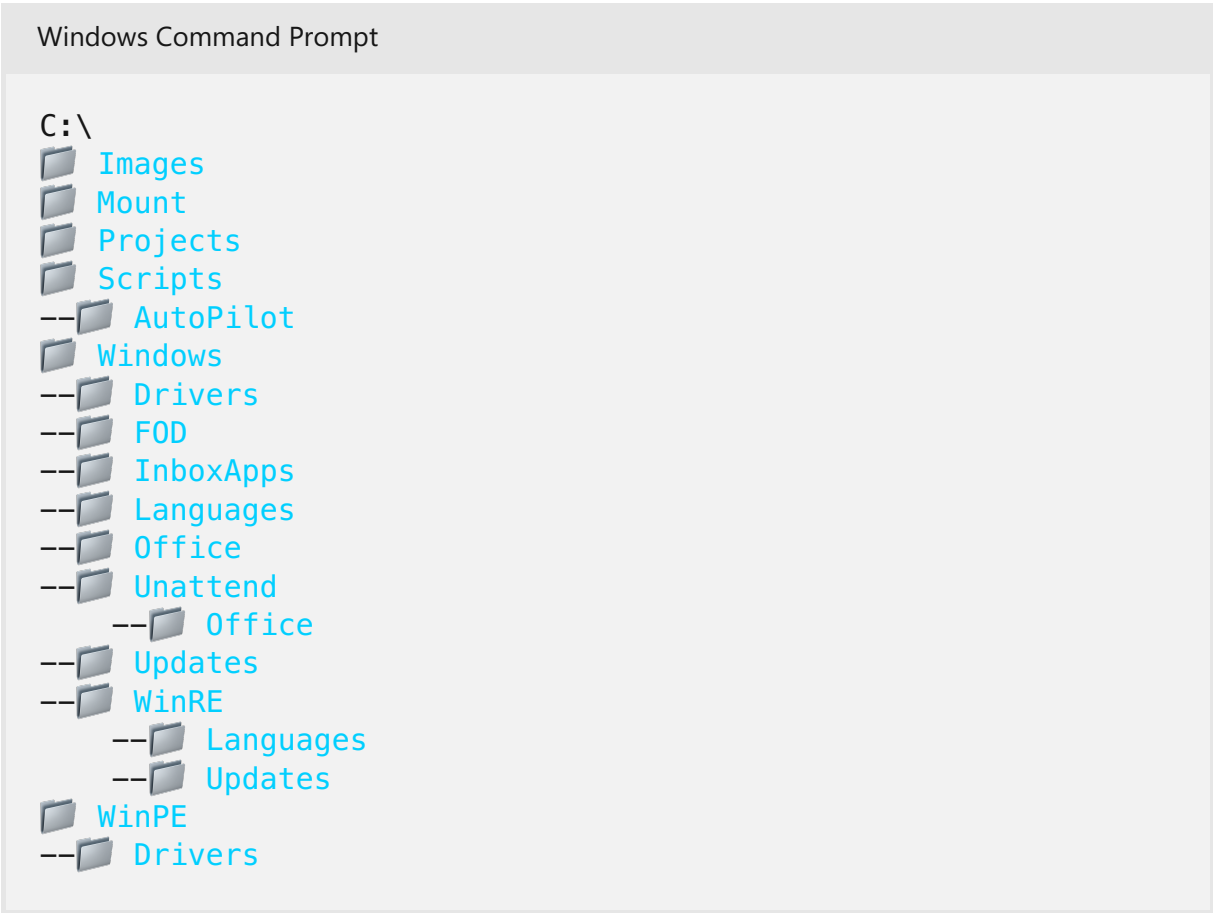 Windows Command Prompt
C:\
Images
Mount
Projects
Scripts
--AutoPilot
Windows
--Drivers
--FOD
--InboxApps
--Languages
--Office
--Unattend
--Office
--Updates
--WinRE
--Languages
--Updates
WinPE
--Drivers